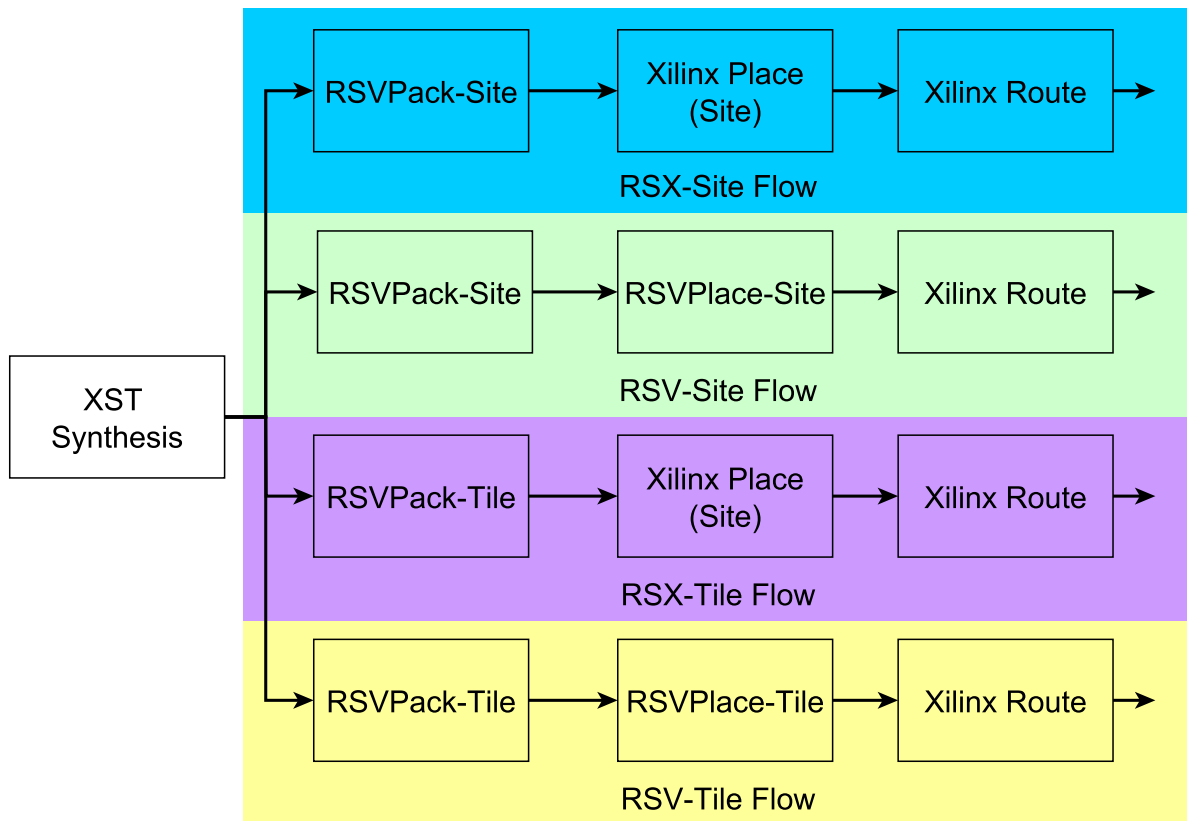 RSVPack-Site
Xilinx Place
(Site)
Xilinx Route
RSX-Site Flow
RSVPack-Site
RSVPlace-Site
Xilinx Route
RSV-Site Flow
XST
Synthesis
RSVPack-Tile
Xilinx Place
(Site)
Xilinx Route
RSX-Tile Flow
RSVPack-Tile
RSVPlace-Tile
Xilinx Route
RSV-Tile Flow